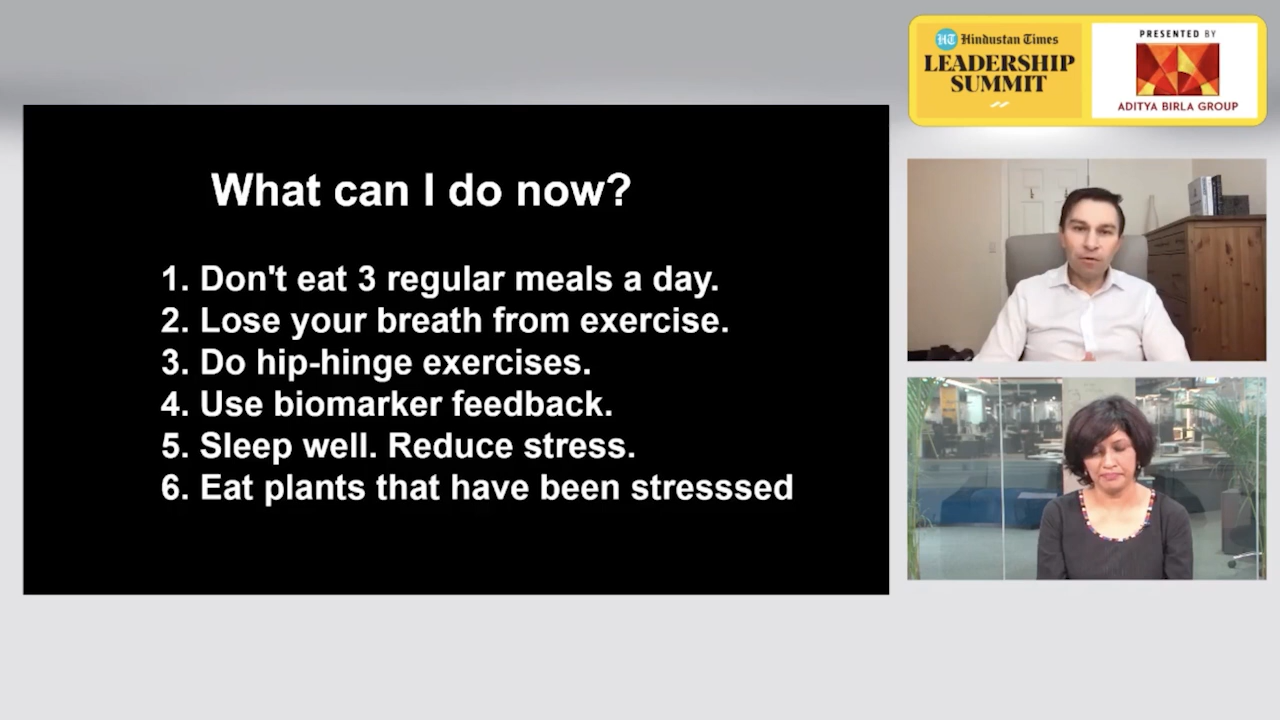 HT Hindustan Times
LEADERSHIP
SUMMIT
PRESENTED BY
ADITYA BIRLA GROUP
What can I do now?
1. Don't eat 3 regular meals a day.
2. Lose your breath from exercise.
3. Do hip-hinge exercises.
4. Use biomarker feedback.
5. Sleep well. Reduce stress.
6. Eat plants that have been stresssed